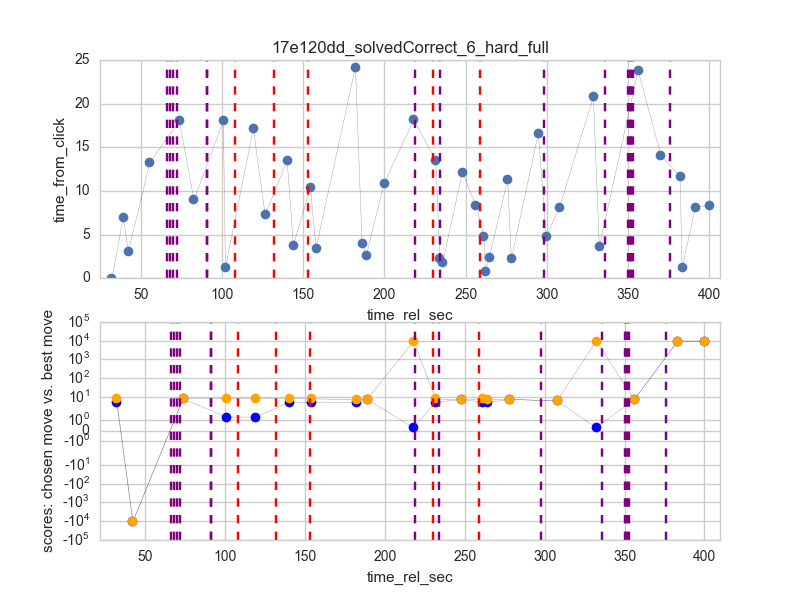 17e120dd_solvedCorrect_6_hard_full
25
20
15
10
5
0
time_from_click
50 100 150 200 250 300 350 400
time_rel_sec
10^5
10^4
10^3
10^2
10^1
10^0
0
-10^0
-10^1
-10^2
-10^3
-10^4
-10^5
scores: chosen move vs. best move
50 100 150 200 250 300 350 400
time_rel_sec